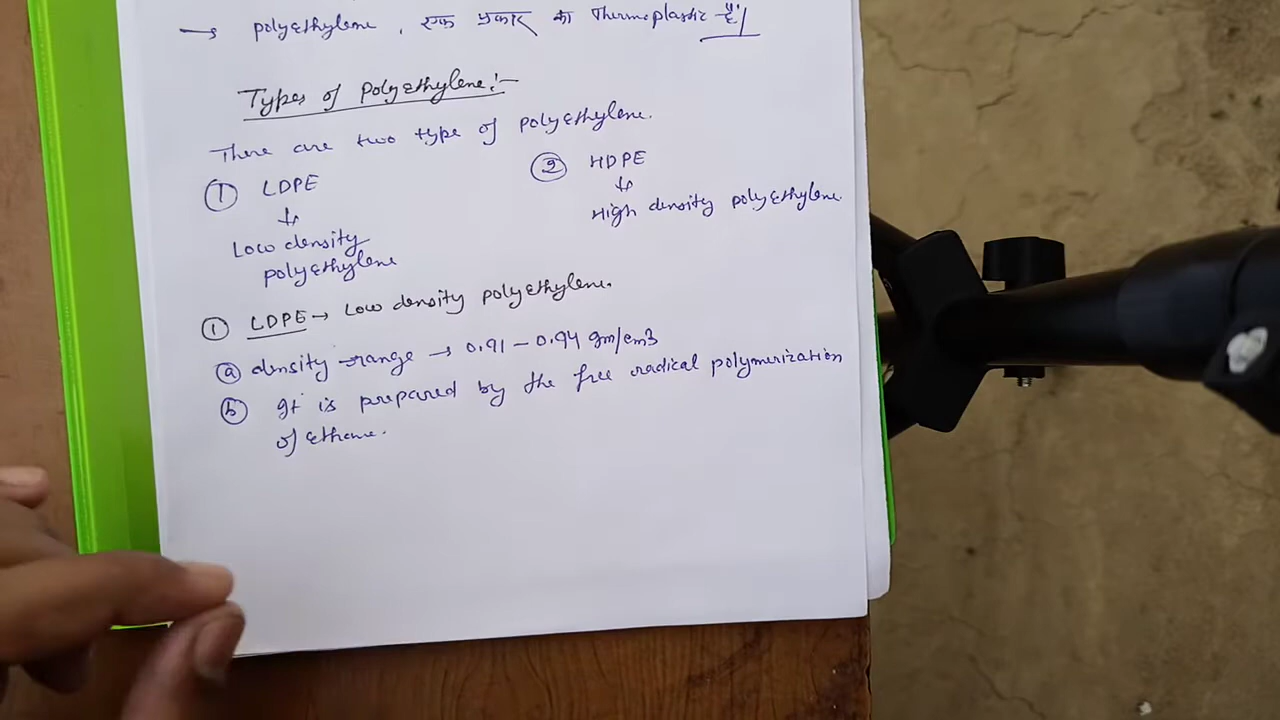 → polyethylene, एक प्रकार का Thermoplastic है।
Types of polyethylene:-
There are two type of polyethylene.
① LDPE
↓
Low density
polyethylene
② HDPE
↓
High density polyethylene.
① LDPE → Low density polyethylene.
ⓐ density range → 0.91 - 0.94 gm/cm3
ⓑ It is prepared by the free radical polymerization
of ethene.